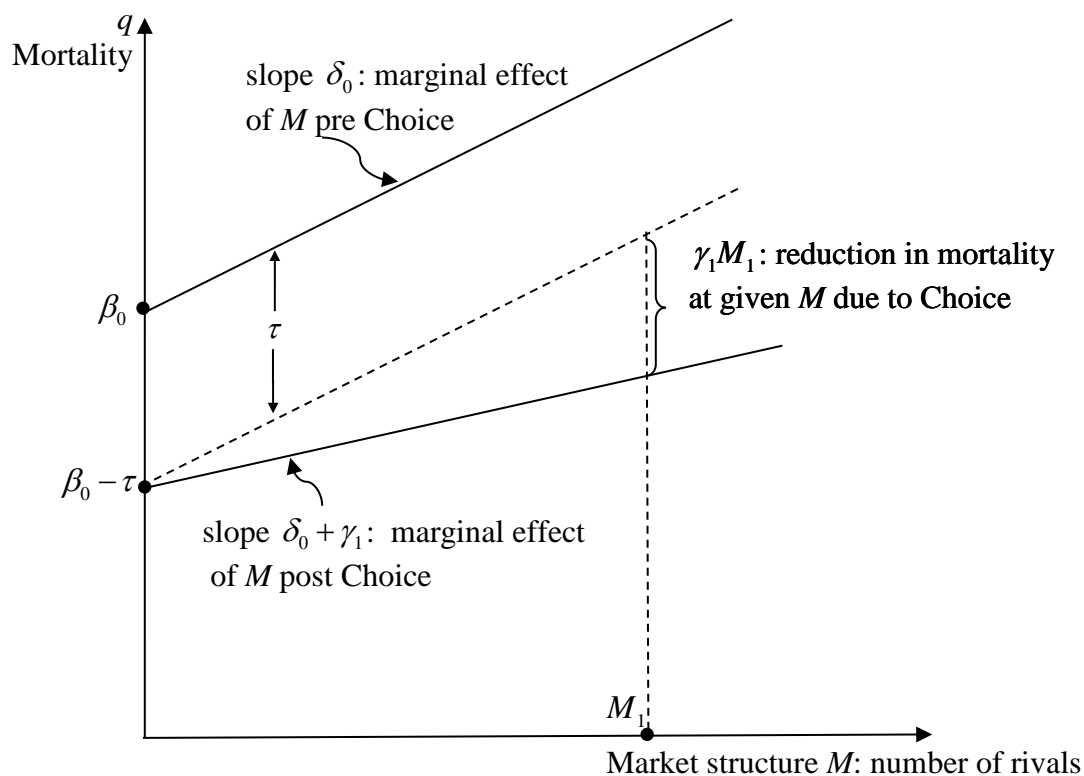 q
Mortality
slope δ₀: marginal effect
of M pre Choice
γ₁M₁: reduction in mortality
at given M due to Choice
β₀
τ
β₀ − τ
slope δ₀ + γ₁: marginal effect
of M post Choice
M₁
Market structure M: number of rivals